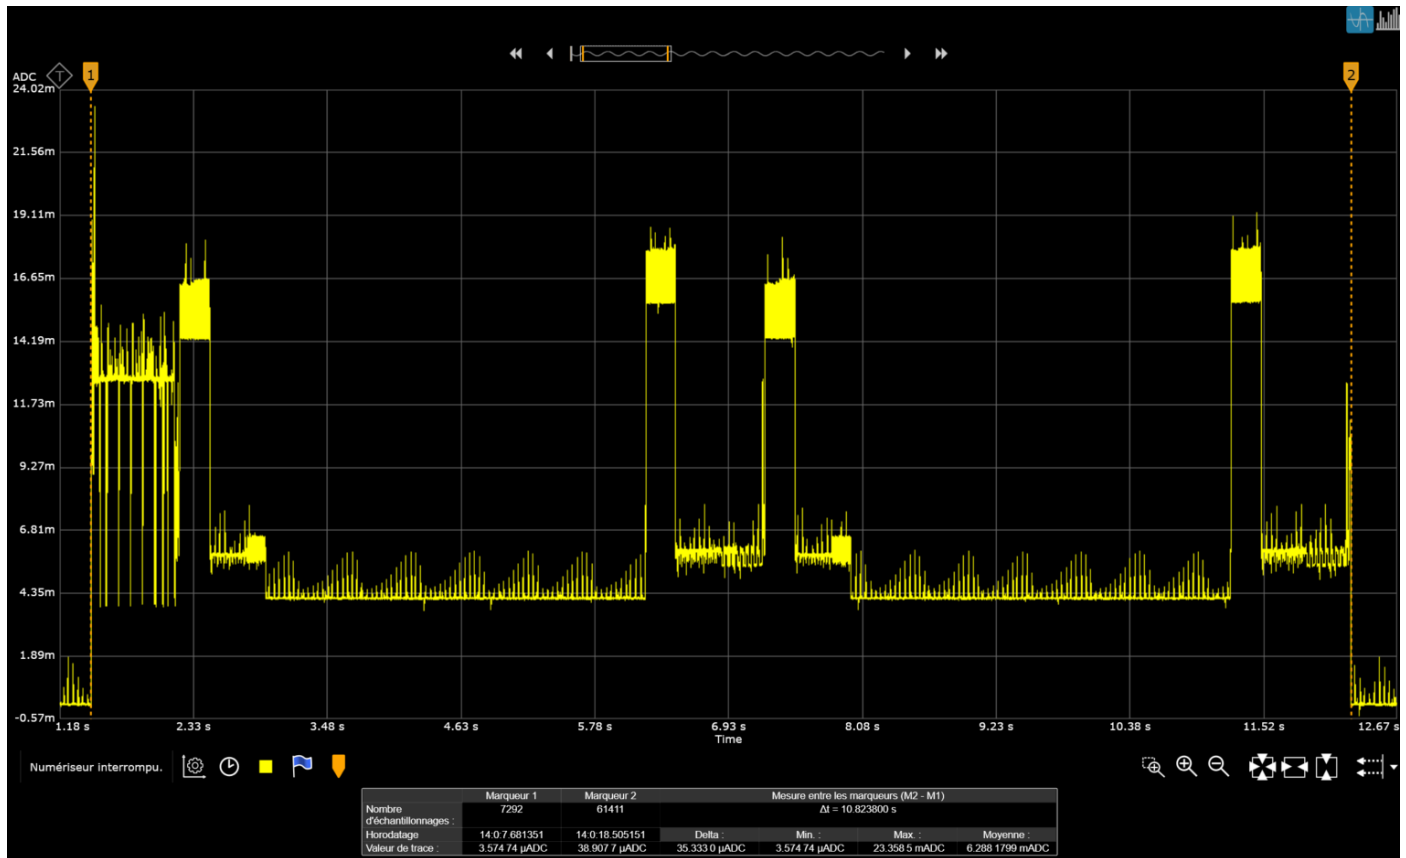 ADC T 1 2
24.02m
21.56m
19.11m
16.65m
14.19m
11.73m
9.27m
6.81m
4.35m
1.89m
-0.57m
1.18 s 2.33 s 3.48 s 4.63 s 5.78 s 6.93 s 8.08 s 9.23 s 10.38 s 11.52 s 12.67 s
Time
Numériseur interrompu.
Marqueur 1 Marqueur 2 Mesure entre les marqueurs (M2 - M1)
Nombre d'échantillonnages : 7292 61411 Δt = 10.823800 s
Horodatage 14:0:7.681351 14:0:18.505151 Delta : Min. : Max. : Moyenne :
Valeur de trace : 3.574 74 µADC 38.907 7 µADC 35.333 0 µADC 3.574 74 µADC 23.358 5 mADC 6.288 1799 mADC